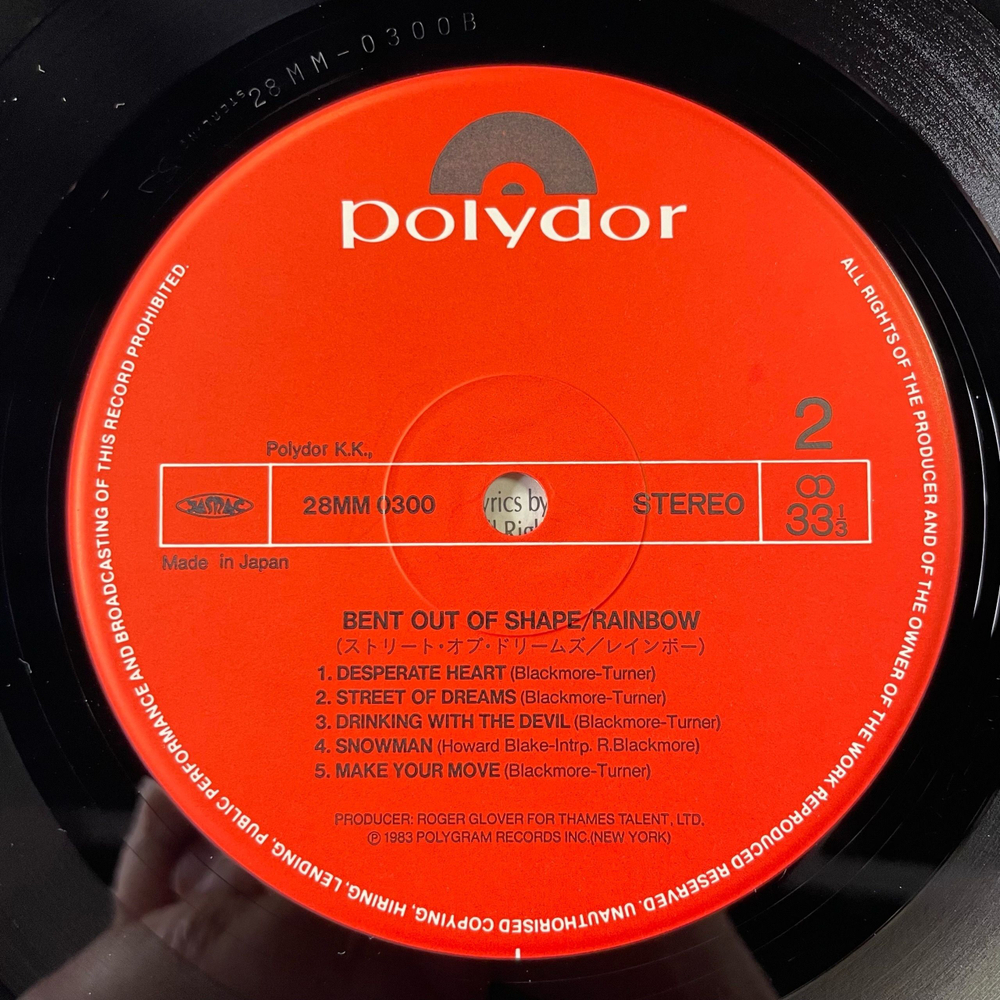 28MM-0300B
polydor
ALL RIGHTS OF THE PRODUCER AND OF THE OWNER OF THE WORK REPRODUCED RESERVED. UNAUTHORISED COPYING, HIRING, LENDING, PUBLIC PERFORMANCE AND BROADCASTING OF THIS RECORD PROHIBITED.
2
Polydor K.K.,
JASRAC
28MM 0300
STEREO
33 1/3
yrics by
Made in Japan
BENT OUT OF SHAPE/RAINBOW
(ストリート・オブ・ドリームズ/レインボー)
1. DESPERATE HEART (Blackmore-Turner)
2. STREET OF DREAMS (Blackmore-Turner)
3. DRINKING WITH THE DEVIL (Blackmore-Turner)
4. SNOWMAN (Howard Blake-Intrp. R.Blackmore)
5. MAKE YOUR MOVE (Blackmore-Turner)
PRODUCER: ROGER GLOVER FOR THAMES TALENT, LTD.
℗ 1983 POLYGRAM RECORDS INC.(NEW YORK)